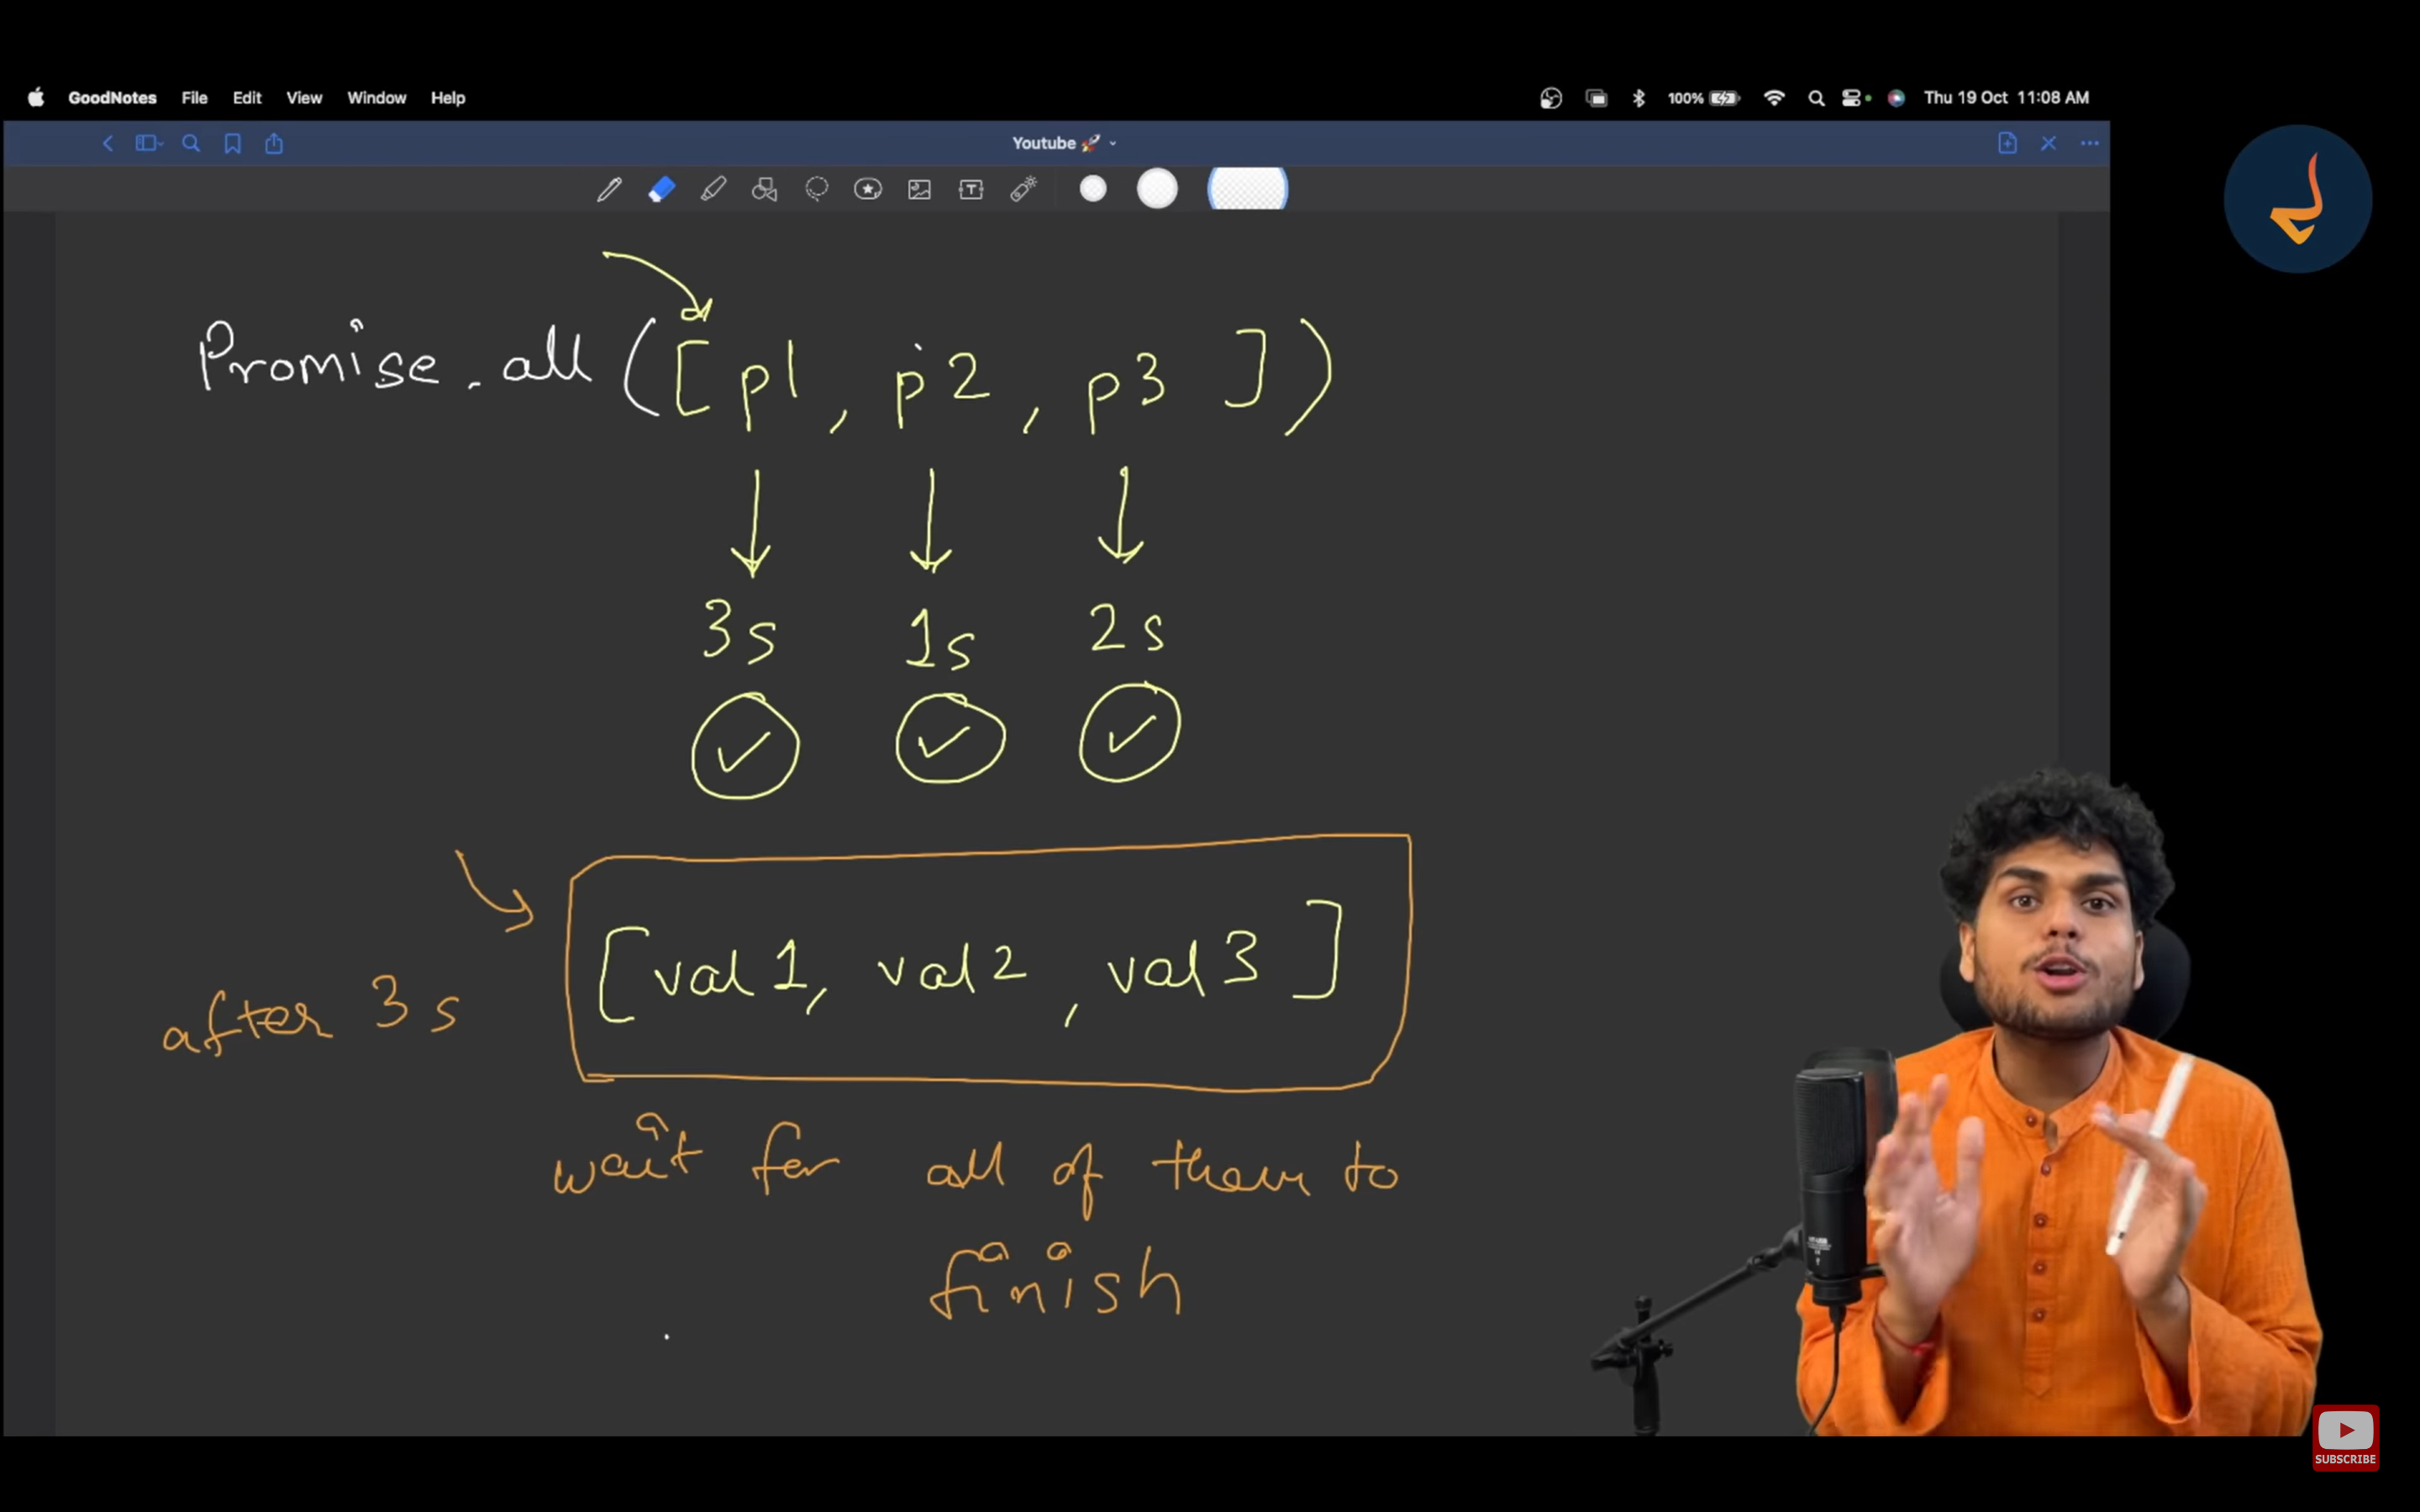 GoodNotes File Edit View Window Help 100% Thu 19 Oct 11:08 AM
Youtube 🚀
Promise.all([p1, p2, p3])
3s 1s 2s
[val1, val2, val3]
after 3s
wait for all of them to
finish
SUBSCRIBE